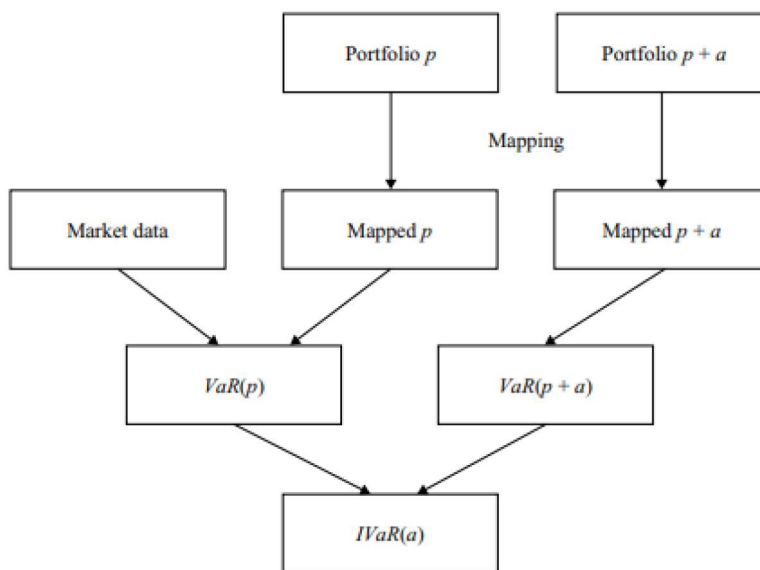 Portfolio p
Portfolio p + a
Mapping
Market data
Mapped p
Mapped p + a
VaR(p)
VaR(p + a)
IVaR(a)